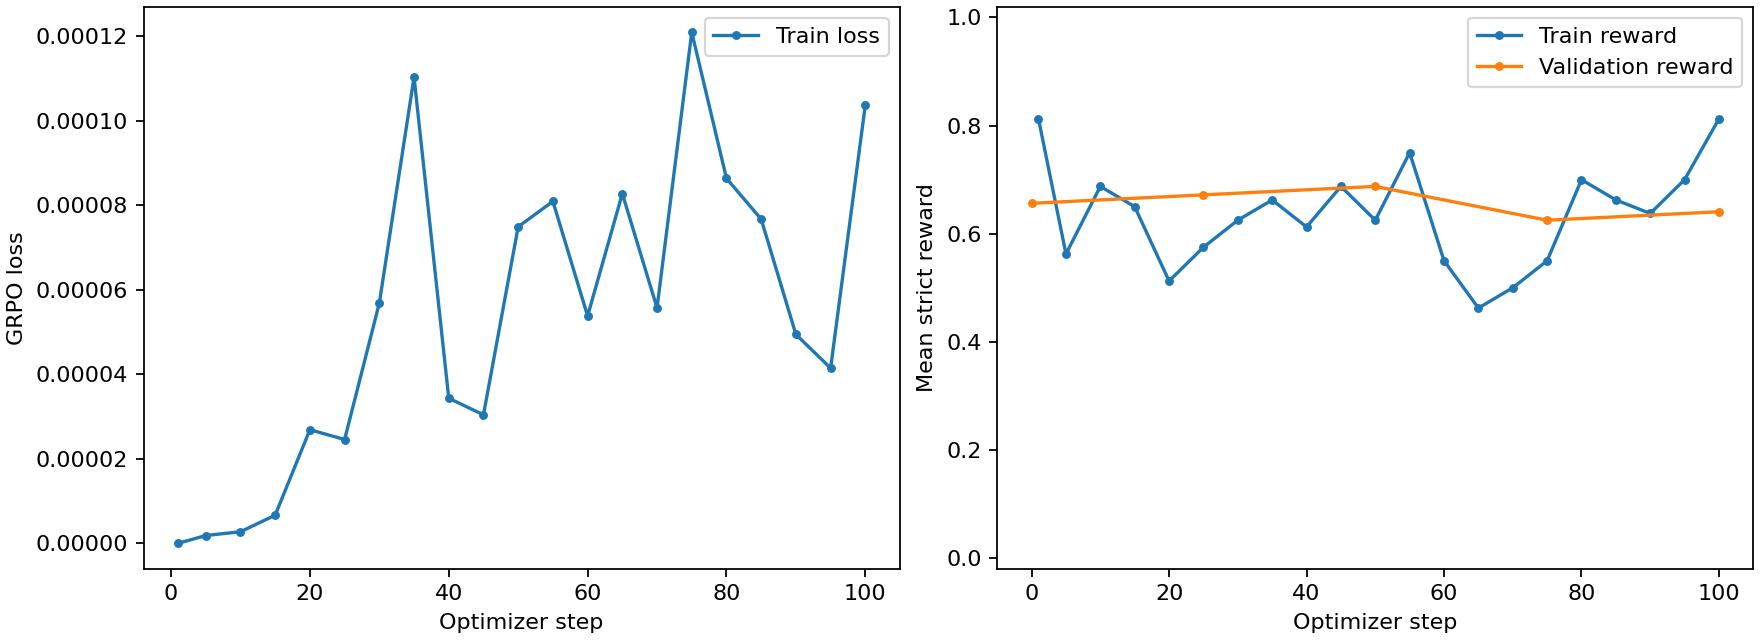 GRPO loss
0.00012
0.00010
0.00008
0.00006
0.00004
0.00002
0.00000
0 20 40 60 80 100
Optimizer step
Train loss
Mean strict reward
1.0
0.8
0.6
0.4
0.2
0.0
0 20 40 60 80 100
Optimizer step
Train reward
Validation reward